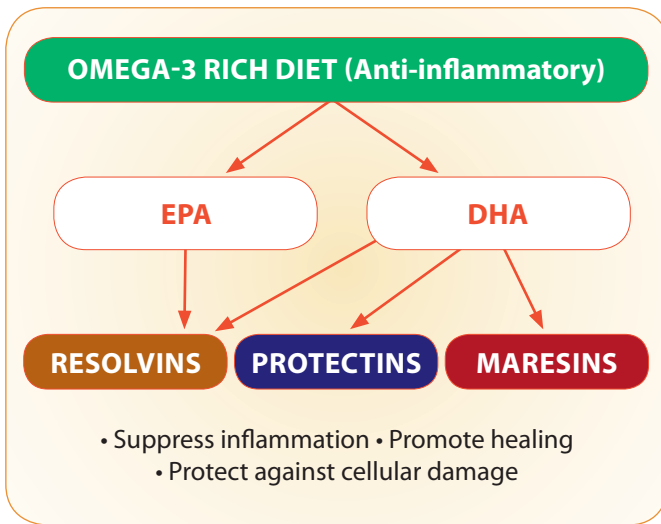 OMEGA-3 RICH DIET (Anti-inflammatory)
EPA
DHA
RESOLVINS
PROTECTINS
MARESINS
• Suppress inflammation • Promote healing
• Protect against cellular damage